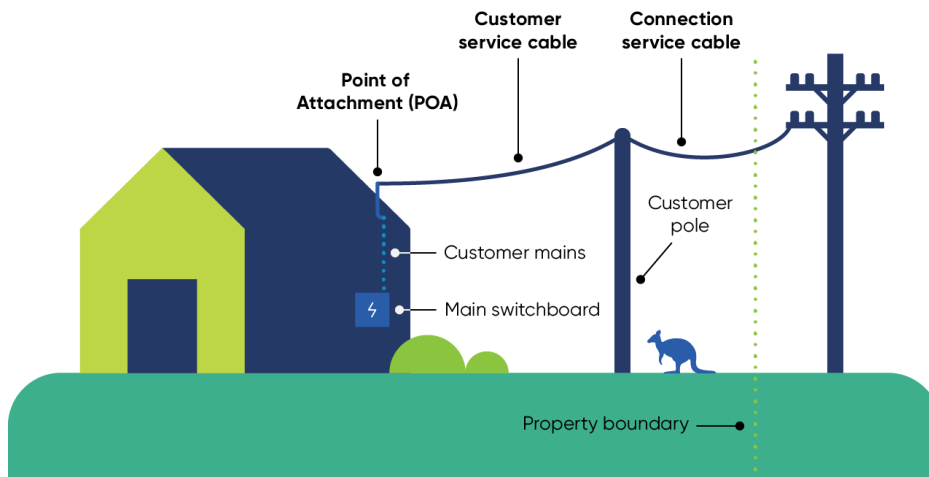 Customer
service cable
Connection
service cable
Point of
Attachment (POA)
Customer
pole
Customer mains
Main switchboard
Property boundary